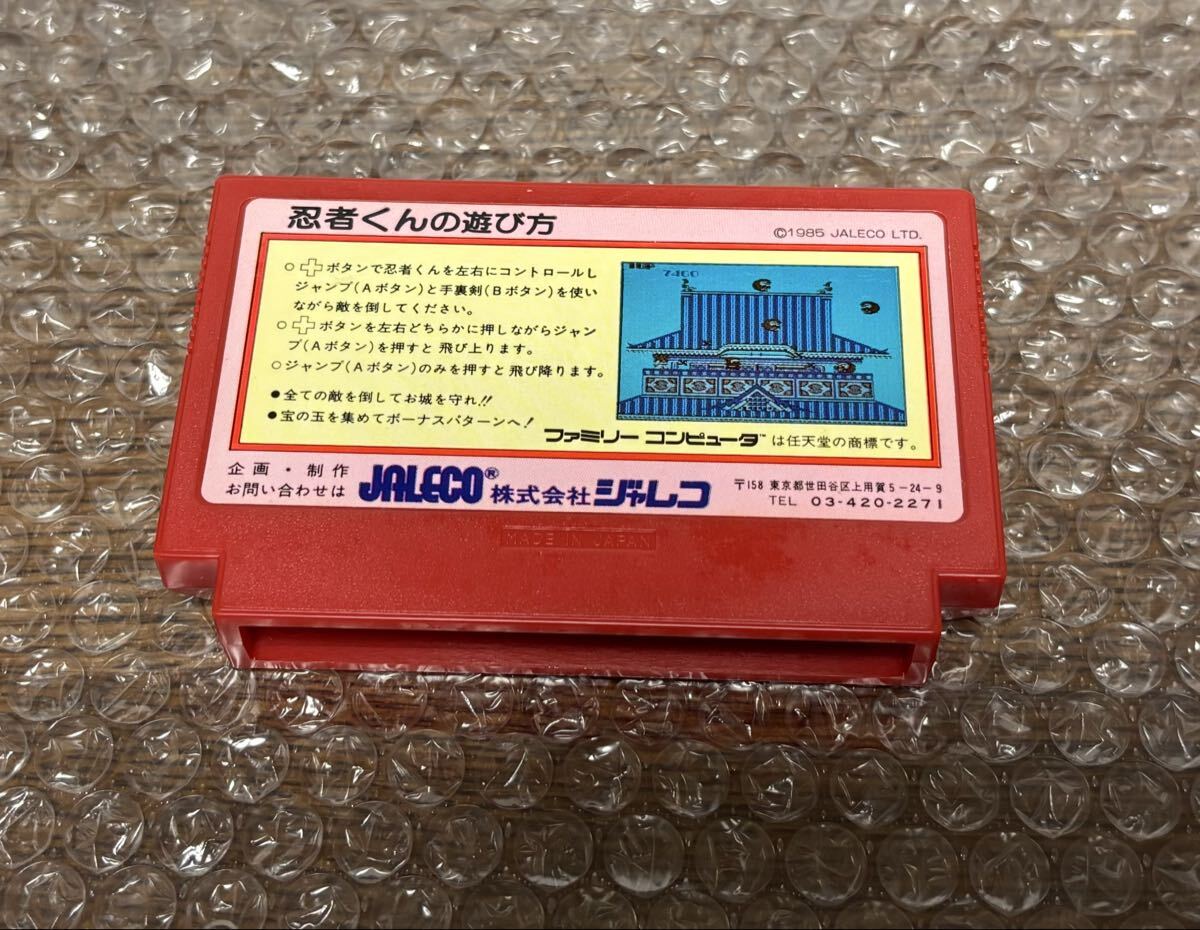 忍者くんの遊び方
©1985 JALECO LTD.
○ボタンで忍者くんを左右にコントロールし
ジャンプ(Aボタン)と手裏剣(Bボタン)を使い
ながら敵を倒してください。
○ボタンを左右どちらかに押しながらジャン
プ(Aボタン)を押すと飛び上ります。
○ジャンプ(Aボタン)のみを押すと飛び降ります。
●全ての敵を倒してお城を守れ!!
●宝の玉を集めてボーナスパターンへ!
7460
ファミリーコンピュータ™は任天堂の商標です。
企画・制作
お問い合わせは
JALECO® 株式会社ジャレコ
〒158 東京都世田谷区上用賀5-24-9
TEL 03-420-2271
MADE IN JAPAN